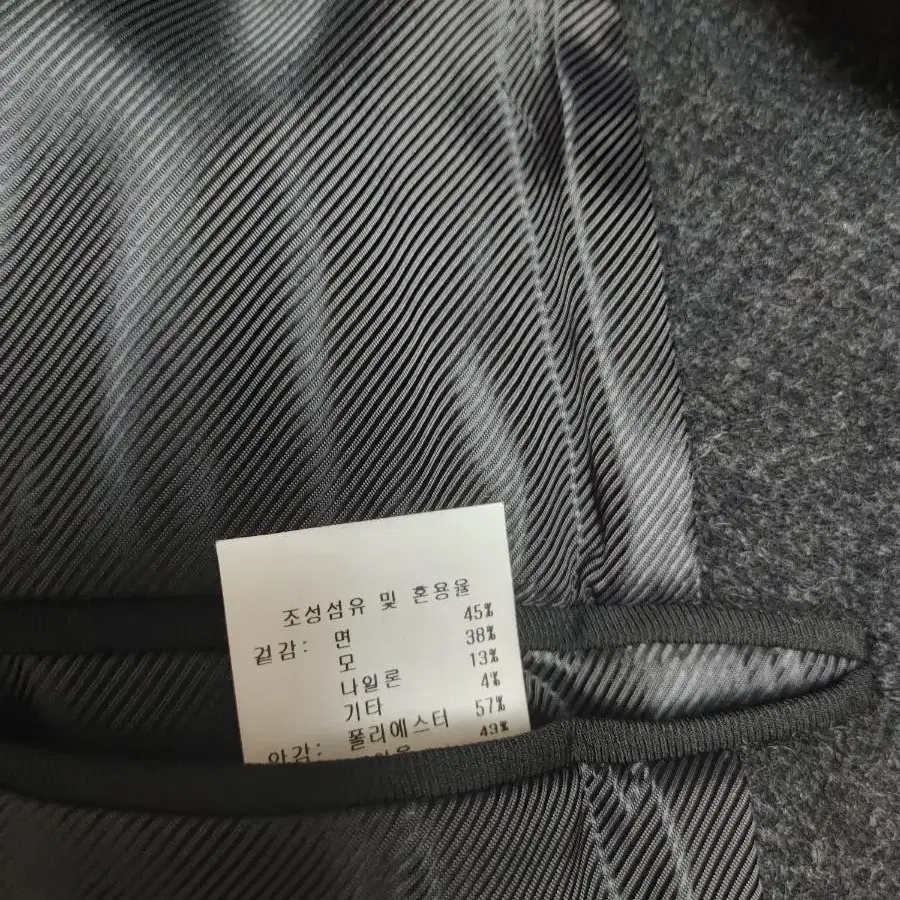 조성섬유 및 혼용율
겉감: 면 45%
모 38%
나일론 13%
기타 4%
안감: 폴리에스터 57%
43%